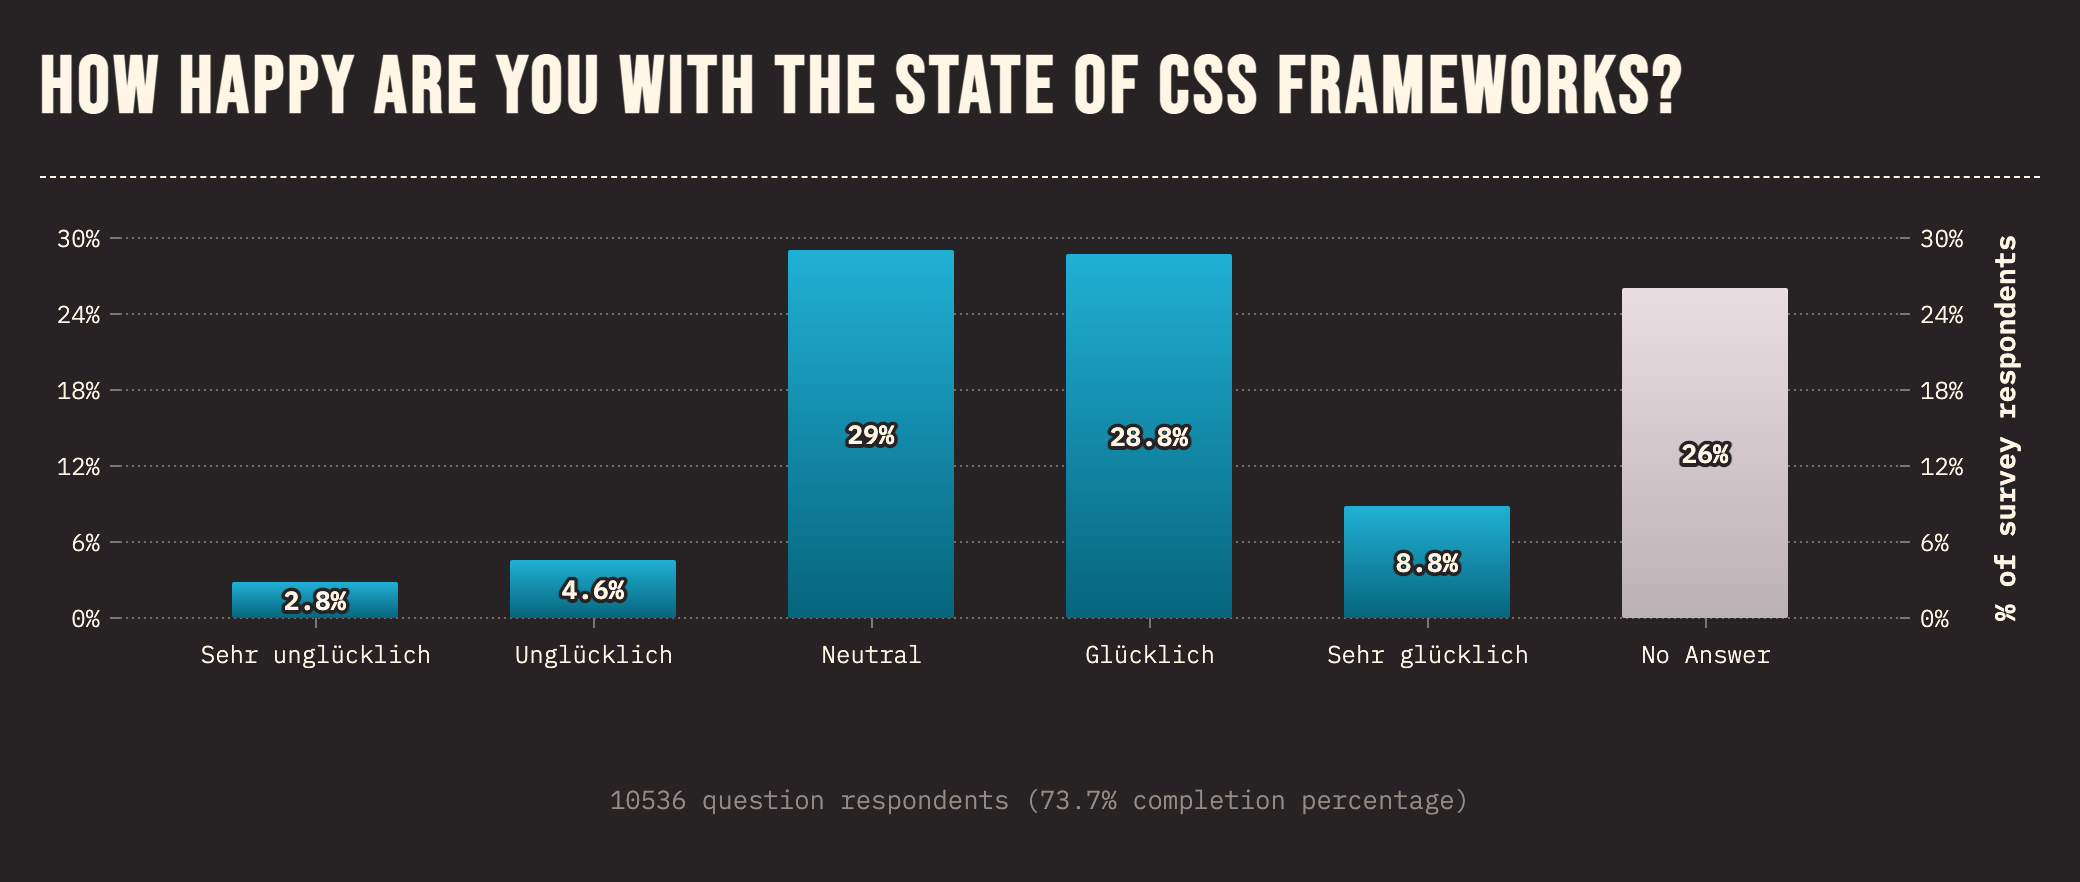 HOW HAPPY ARE YOU WITH THE STATE OF CSS FRAMEWORKS?
30% 30%
24% 24%
18% 18%
12% 12%
6% 6%
0% 0%
% of survey respondents
2.8% 4.6% 29% 28.8% 8.8% 26%
Sehr unglücklich Unglücklich Neutral Glücklich Sehr glücklich No Answer
10536 question respondents (73.7% completion percentage)